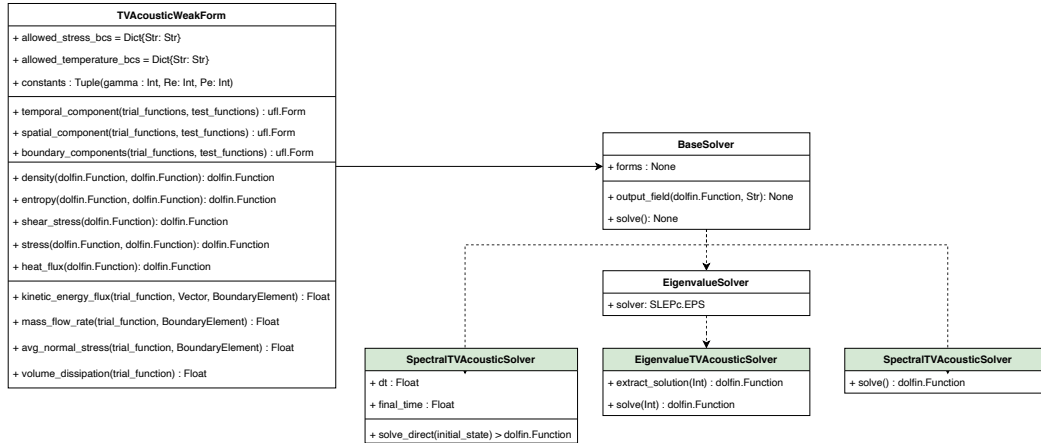 TVAcousticWeakForm
+ allowed_stress_bcs = Dict{Str: Str}
+ allowed_temperature_bcs = Dict{Str: Str}
+ constants : Tuple(gamma : Int, Re: Int, Pe: Int)
+ temporal_component(trial_functions, test_functions) : ufl.Form
+ spatial_component(trial_functions, test_functions) : ufl.Form
+ boundary_components(trial_functions, test_functions) : ufl.Form
+ density(dolfin.Function, dolfin.Function): dolfin.Function
+ entropy(dolfin.Function, dolfin.Function): dolfin.Function
+ shear_stress(dolfin.Function): dolfin.Function
+ stress(dolfin.Function, dolfin.Function): dolfin.Function
+ heat_flux(dolfin.Function): dolfin.Function
+ kinetic_energy_flux(trial_function, Vector, BoundaryElement) : Float
+ mass_flow_rate(trial_function, BoundaryElement) : Float
+ avg_normal_stress(trial_function, BoundaryElement) : Float
+ volume_dissipation(trial_function) : Float
BaseSolver
+ forms : None
+ output_field(dolfin.Function, Str): None
+ solve(): None
EigenvalueSolver
+ solver: SLEPc.EPS
SpectralTVAcousticSolver
+ dt : Float
+ final_time : Float
+ solve_direct(initial_state) > dolfin.Function
EigenvalueTVAcousticSolver
+ extract_solution(Int) : dolfin.Function
+ solve(Int) : dolfin.Function
SpectralTVAcousticSolver
+ solve() : dolfin.Function